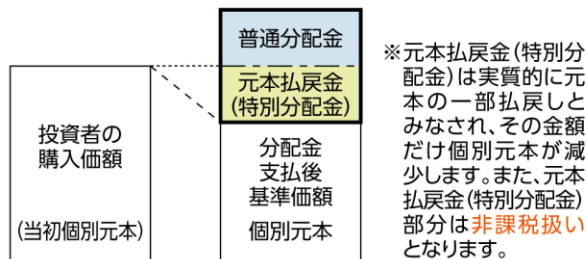 普通分配金
元本払戻金
(特別分配金)
投資者の
購入価額
(当初個別元本)
分配金
支払後
基準価額
個別元本
※元本払戻金(特別分
配金)は実質的に元
本の一部払戻しと
みなされ、その金額
だけ個別元本が減
少します。また、元本
払戻金(特別分配金)
部分は非課税扱い
となります。